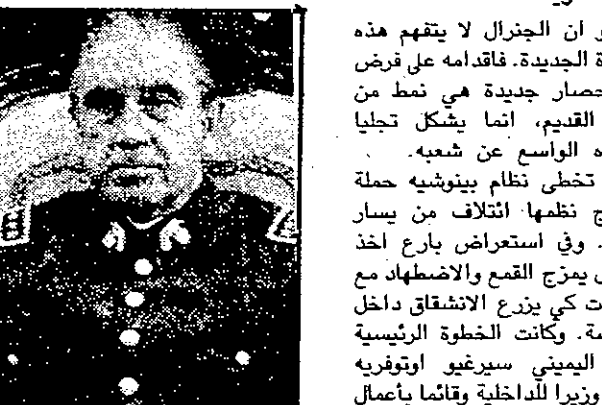 ان الجنرال لا يتفهم هذه
ة الجديدة. فاقدامه على فرض
حصار جديدة هي نمط من
القديم، انما يشكل تجليا
ه الواسع عن شعبه.
تخطى نظام بينوشيه حملة
ج نظمها ائتلاف من يسار
. وفي استعراض بارع اخذ
يمزج القمع والاضطهاد مع
ت كي يزرع الانشقاق داخل
مة. وكانت الخطوة الرئيسية
اليميني سيرغيو اوتوفريه
وزيرا للداخلية وقائما بأعمال